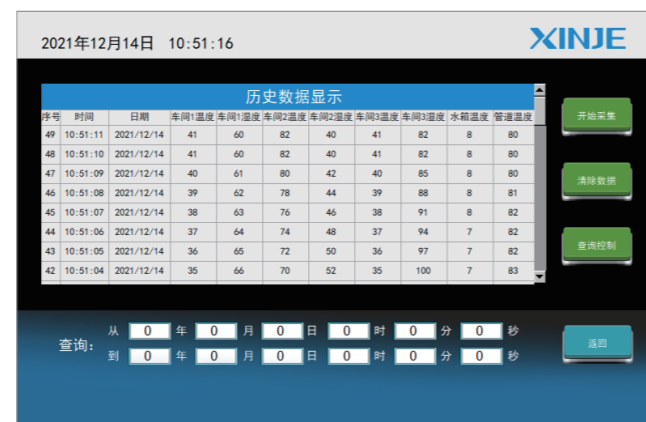 2021年12月14日 10:51:16
XINJE
历史数据显示
序号 时间 日期 车间1温度 车间1湿度 车间2温度 车间2湿度 车间3温度 车间3湿度 水箱温度 管道温度
49 10:51:11 2021/12/14 41 60 82 40 41 82 8 80
48 10:51:10 2021/12/14 41 60 82 40 41 82 8 80
47 10:51:09 2021/12/14 40 61 80 42 40 85 8 80
46 10:51:08 2021/12/14 39 62 78 44 39 88 8 81
45 10:51:07 2021/12/14 38 63 76 46 38 91 8 82
44 10:51:06 2021/12/14 37 64 74 48 37 94 7 82
43 10:51:05 2021/12/14 36 65 72 50 36 97 7 82
42 10:51:04 2021/12/14 35 66 70 52 35 100 7 83
开始采集
清除数据
查询控制
查询:
从 0 年 0 月 0 日 0 时 0 分 0 秒
到 0 年 0 月 0 日 0 时 0 分 0 秒
返回